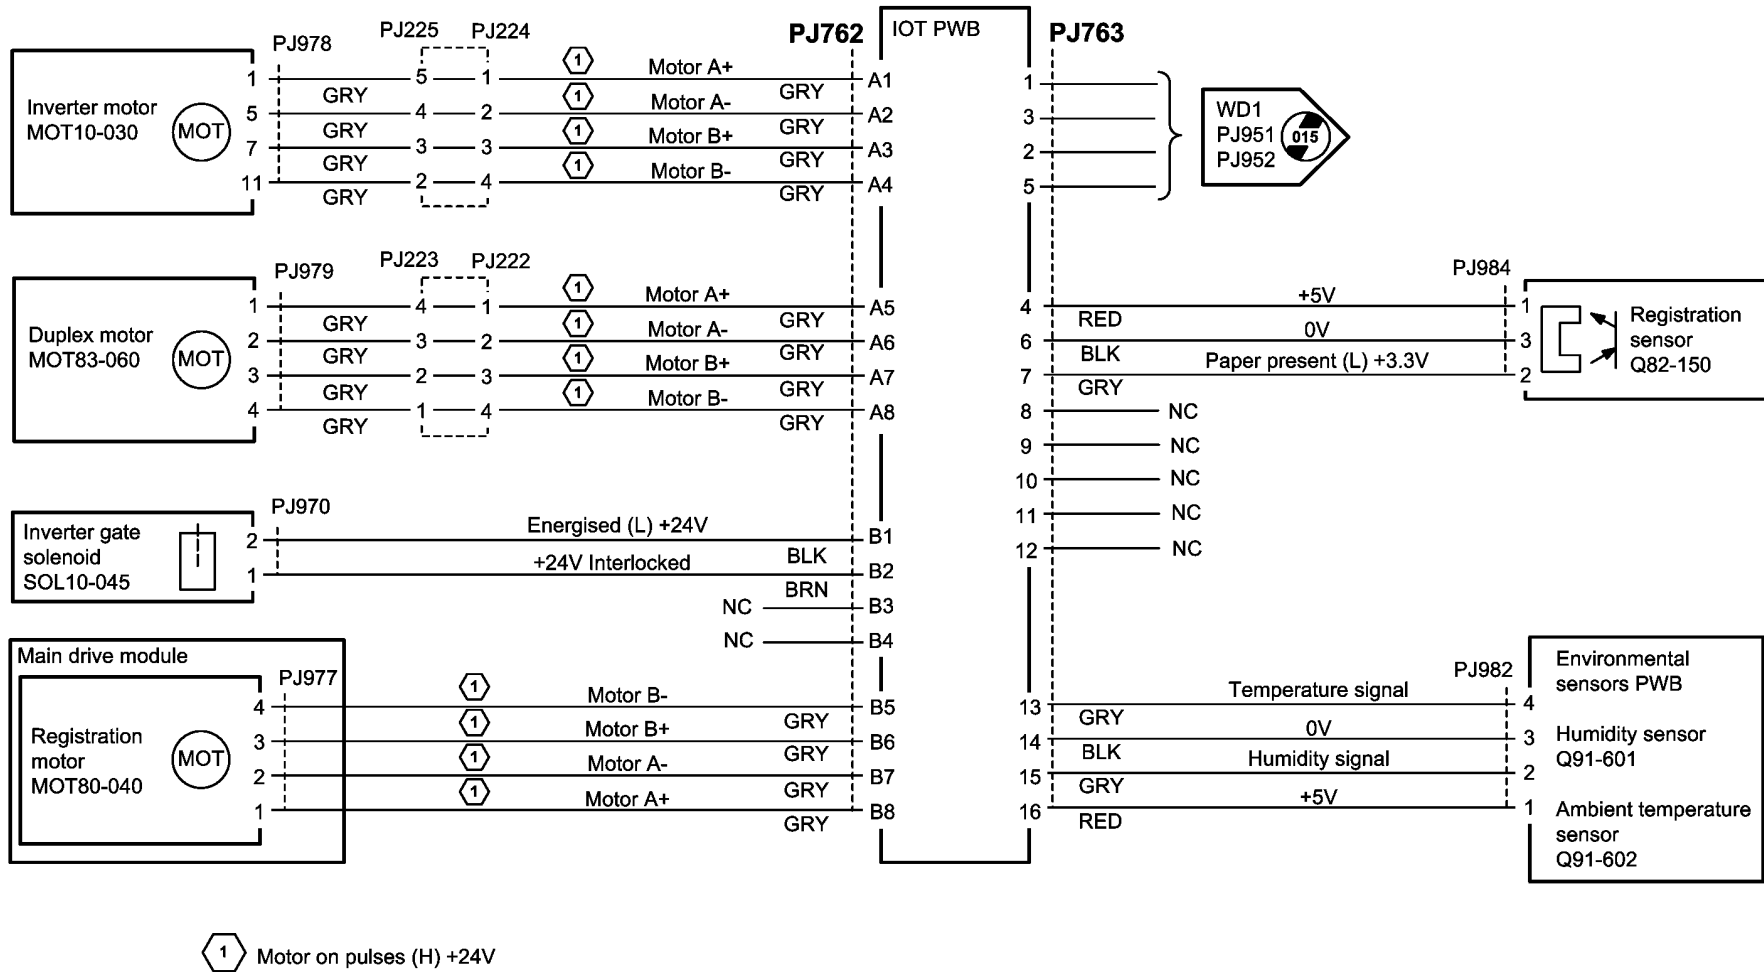 PJ762
IOT PWB
PJ763
PJ978
PJ225
PJ224
Inverter motor
MOT10-030
MOT
1 GRY 5 1 1 Motor A+ GRY A1
5 GRY 4 2 1 Motor A- GRY A2
7 GRY 3 3 1 Motor B+ GRY A3
11 GRY 2 4 1 Motor B- GRY A4
PJ979
PJ223
PJ222
Duplex motor
MOT83-060
MOT
1 GRY 4 1 1 Motor A+ GRY A5
2 GRY 3 2 1 Motor A- GRY A6
3 GRY 2 3 1 Motor B+ GRY A7
4 GRY 1 4 1 Motor B- GRY A8
PJ970
Inverter gate
solenoid
SOL10-045
2 Energised (L) +24V BLK B1
1 +24V Interlocked BRN B2
NC B3
NC B4
Main drive module
PJ977
Registration
motor
MOT80-040
MOT
4 1 Motor B- GRY B5
3 1 Motor B+ GRY B6
2 1 Motor A- GRY B7
1 1 Motor A+ GRY B8
1
3
2
5
WD1
PJ951
PJ952
015
PJ984
4 RED +5V 1
6 BLK 0V 3
7 GRY Paper present (L) +3.3V 2
Registration
sensor
Q82-150
8 NC
9 NC
10 NC
11 NC
12 NC
PJ982
13 GRY Temperature signal 4
14 BLK 0V 3
15 GRY Humidity signal 2
16 RED +5V 1
Environmental
sensors PWB
Humidity sensor
Q91-601
Ambient temperature
sensor
Q91-602
1 Motor on pulses (H) +24V